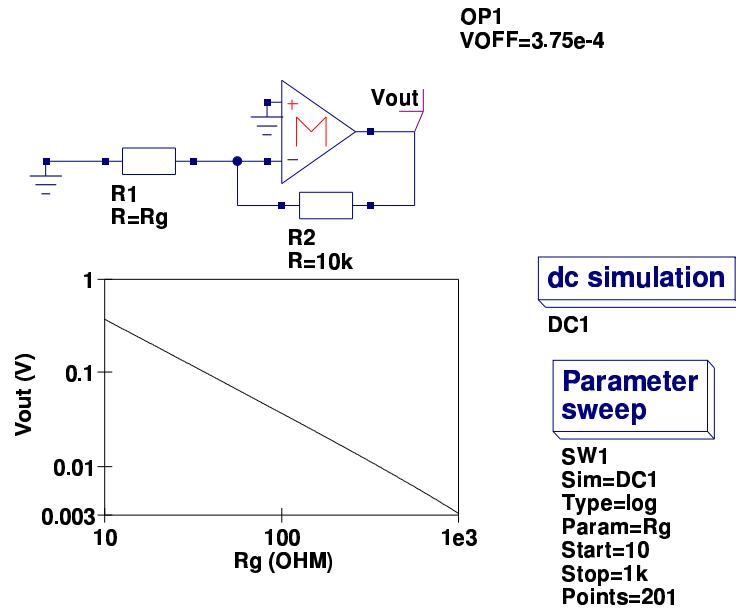 OP1
VOFF=3.75e-4
Vout
+
−
R1
R=Rg
R2
R=10k
1
0.1
0.01
0.003
Vout (V)
10
100
1e3
Rg (OHM)
dc simulation
DC1
Parameter
sweep
SW1
Sim=DC1
Type=log
Param=Rg
Start=10
Stop=1k
Points=201